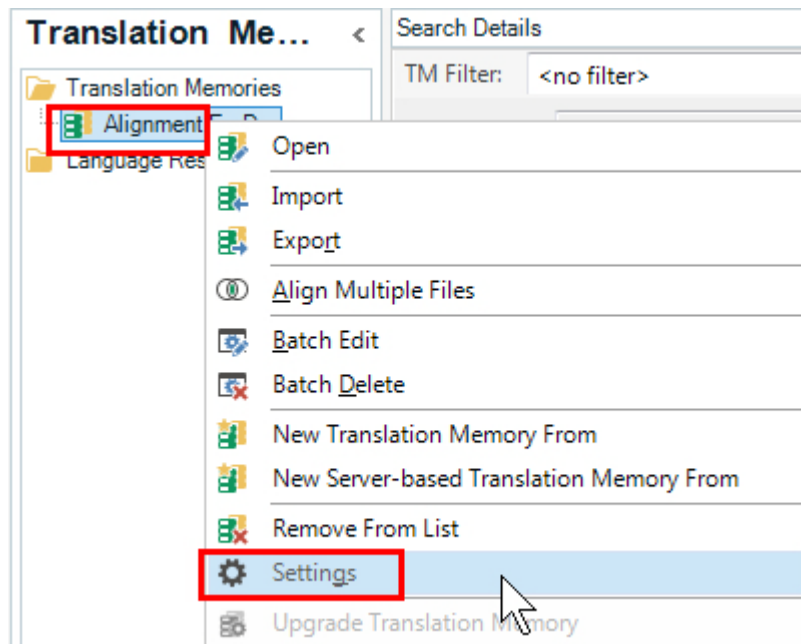 Translation Me...
Search Details
TM Filter:
<no filter>
Translation Memories
Alignment
Language Res
Open
Import
Export
Align Multiple Files
Batch Edit
Batch Delete
New Translation Memory From
New Server-based Translation Memory From
Remove From List
Settings
Upgrade Translation Memory